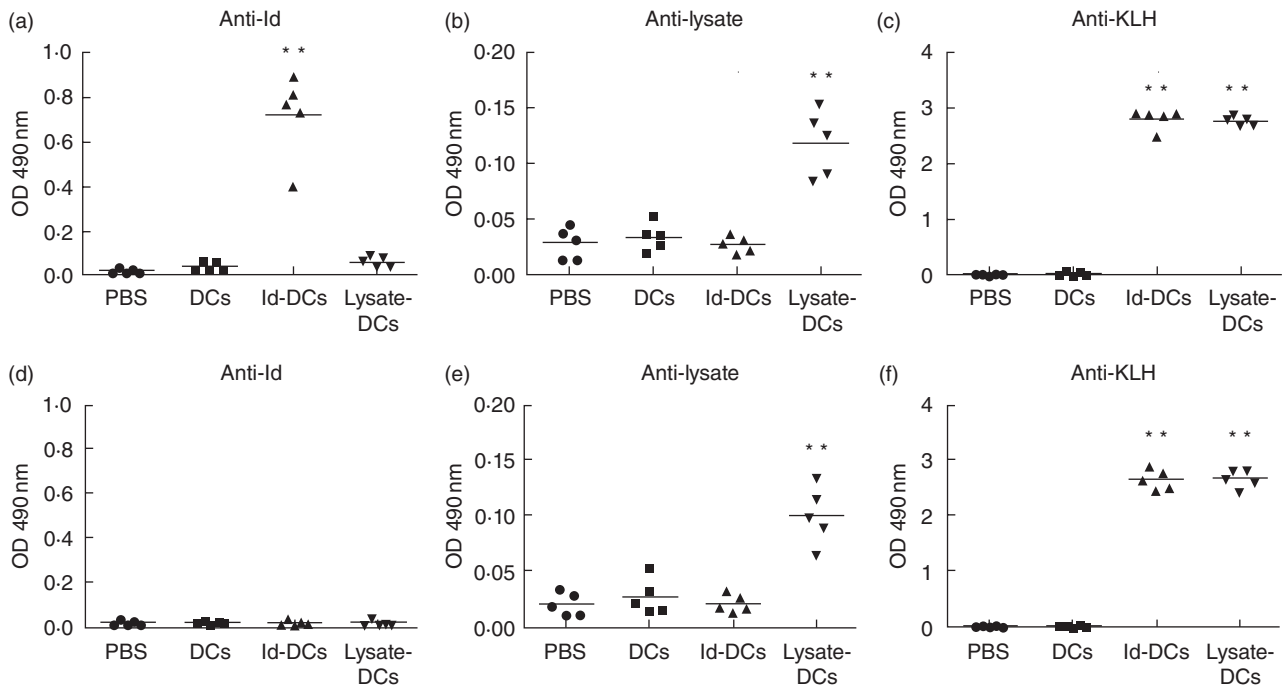 (a) Anti-Id
1·0
* *
0·8
0·6
0·4
0·2
0·0
OD 490 nm
PBS DCs Id-DCs Lysate-
DCs
(b) Anti-lysate
0·20
* *
0·15
0·10
0·05
0·00
OD 490 nm
PBS DCs Id-DCs Lysate-
DCs
(c) Anti-KLH
4
* * * *
3
2
1
0
OD 490 nm
PBS DCs Id-DCs Lysate-
DCs
(d) Anti-Id
1·0
0·8
0·6
0·4
0·2
0·0
OD 490 nm
PBS DCs Id-DCs Lysate-
DCs
(e) Anti-lysate
0·20
* *
0·15
0·10
0·05
0·00
OD 490 nm
PBS DCs Id-DCs Lysate-
DCs
(f) Anti-KLH
4
* * * *
3
2
1
0
OD 490 nm
PBS DCs Id-DCs Lysate-
DCs